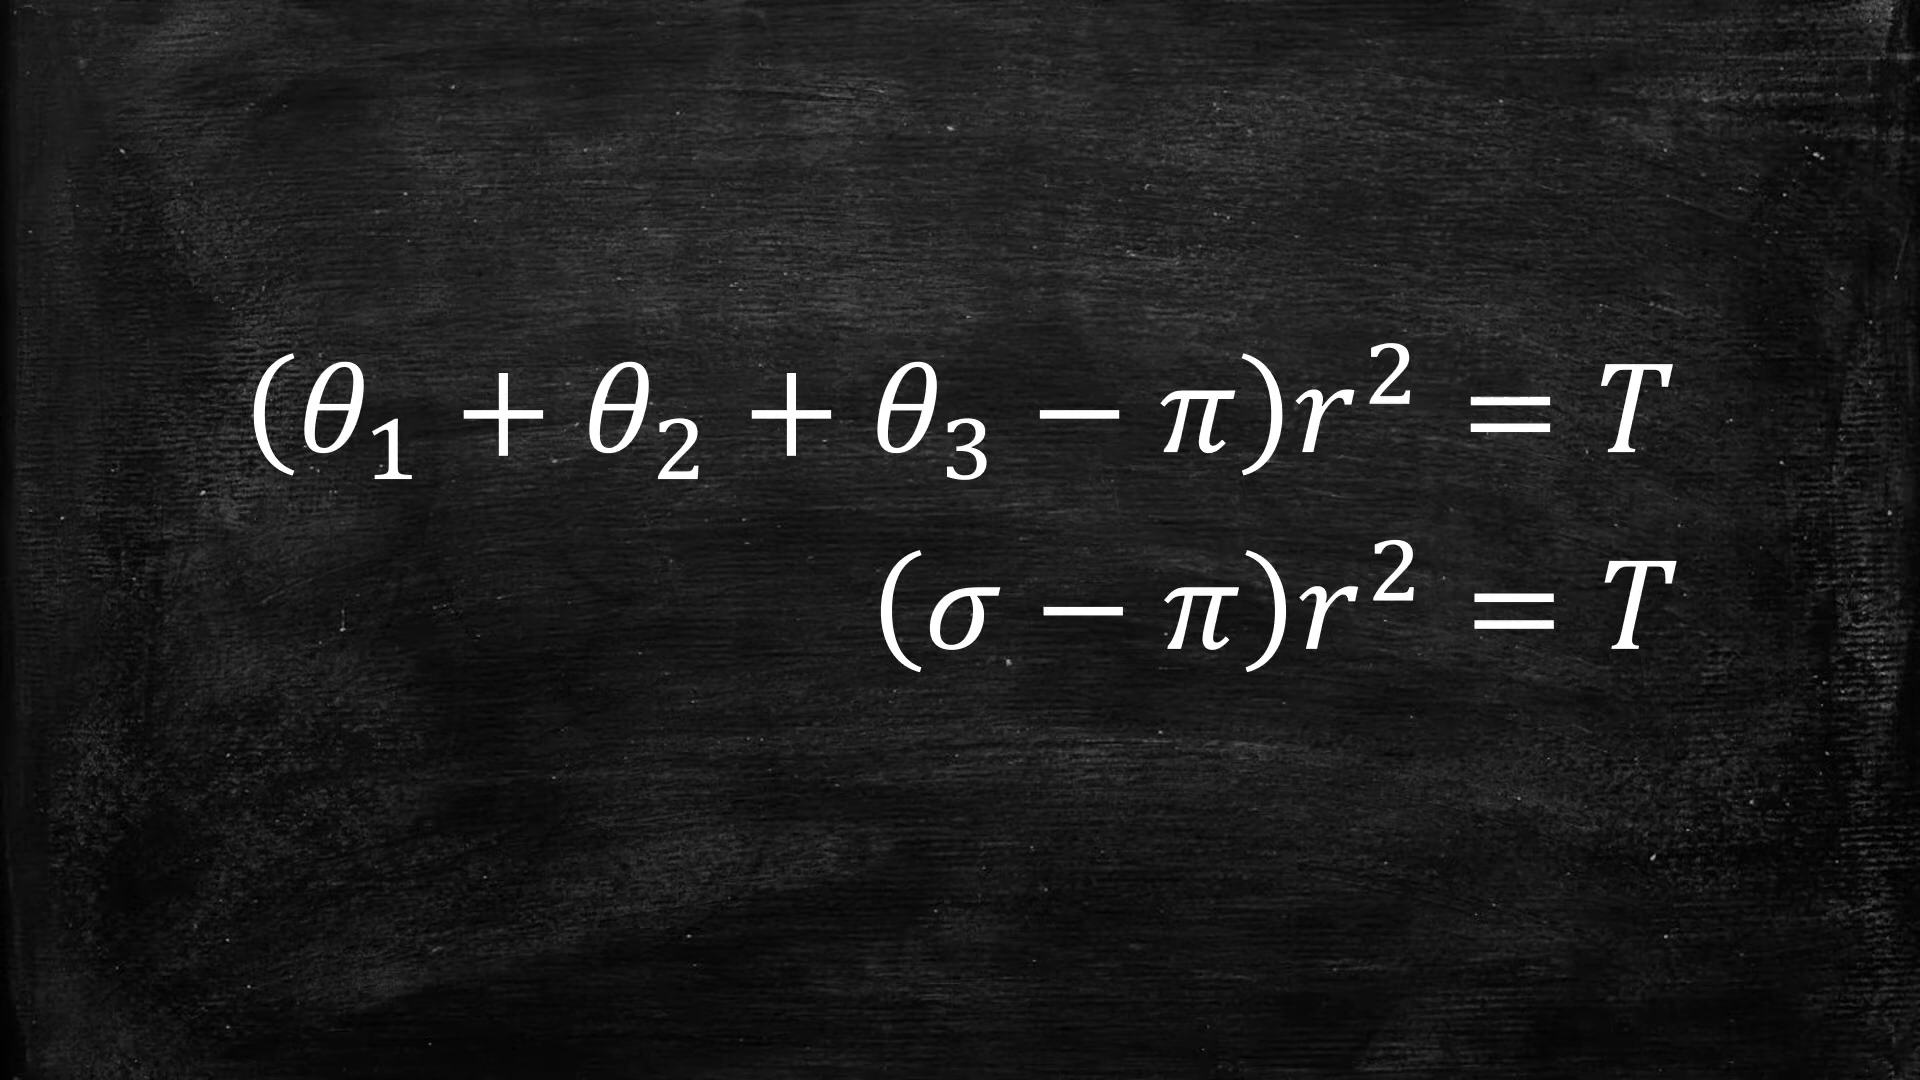 (θ₁ + θ₂ + θ₃ − π)r² = T
(σ − π)r² = T